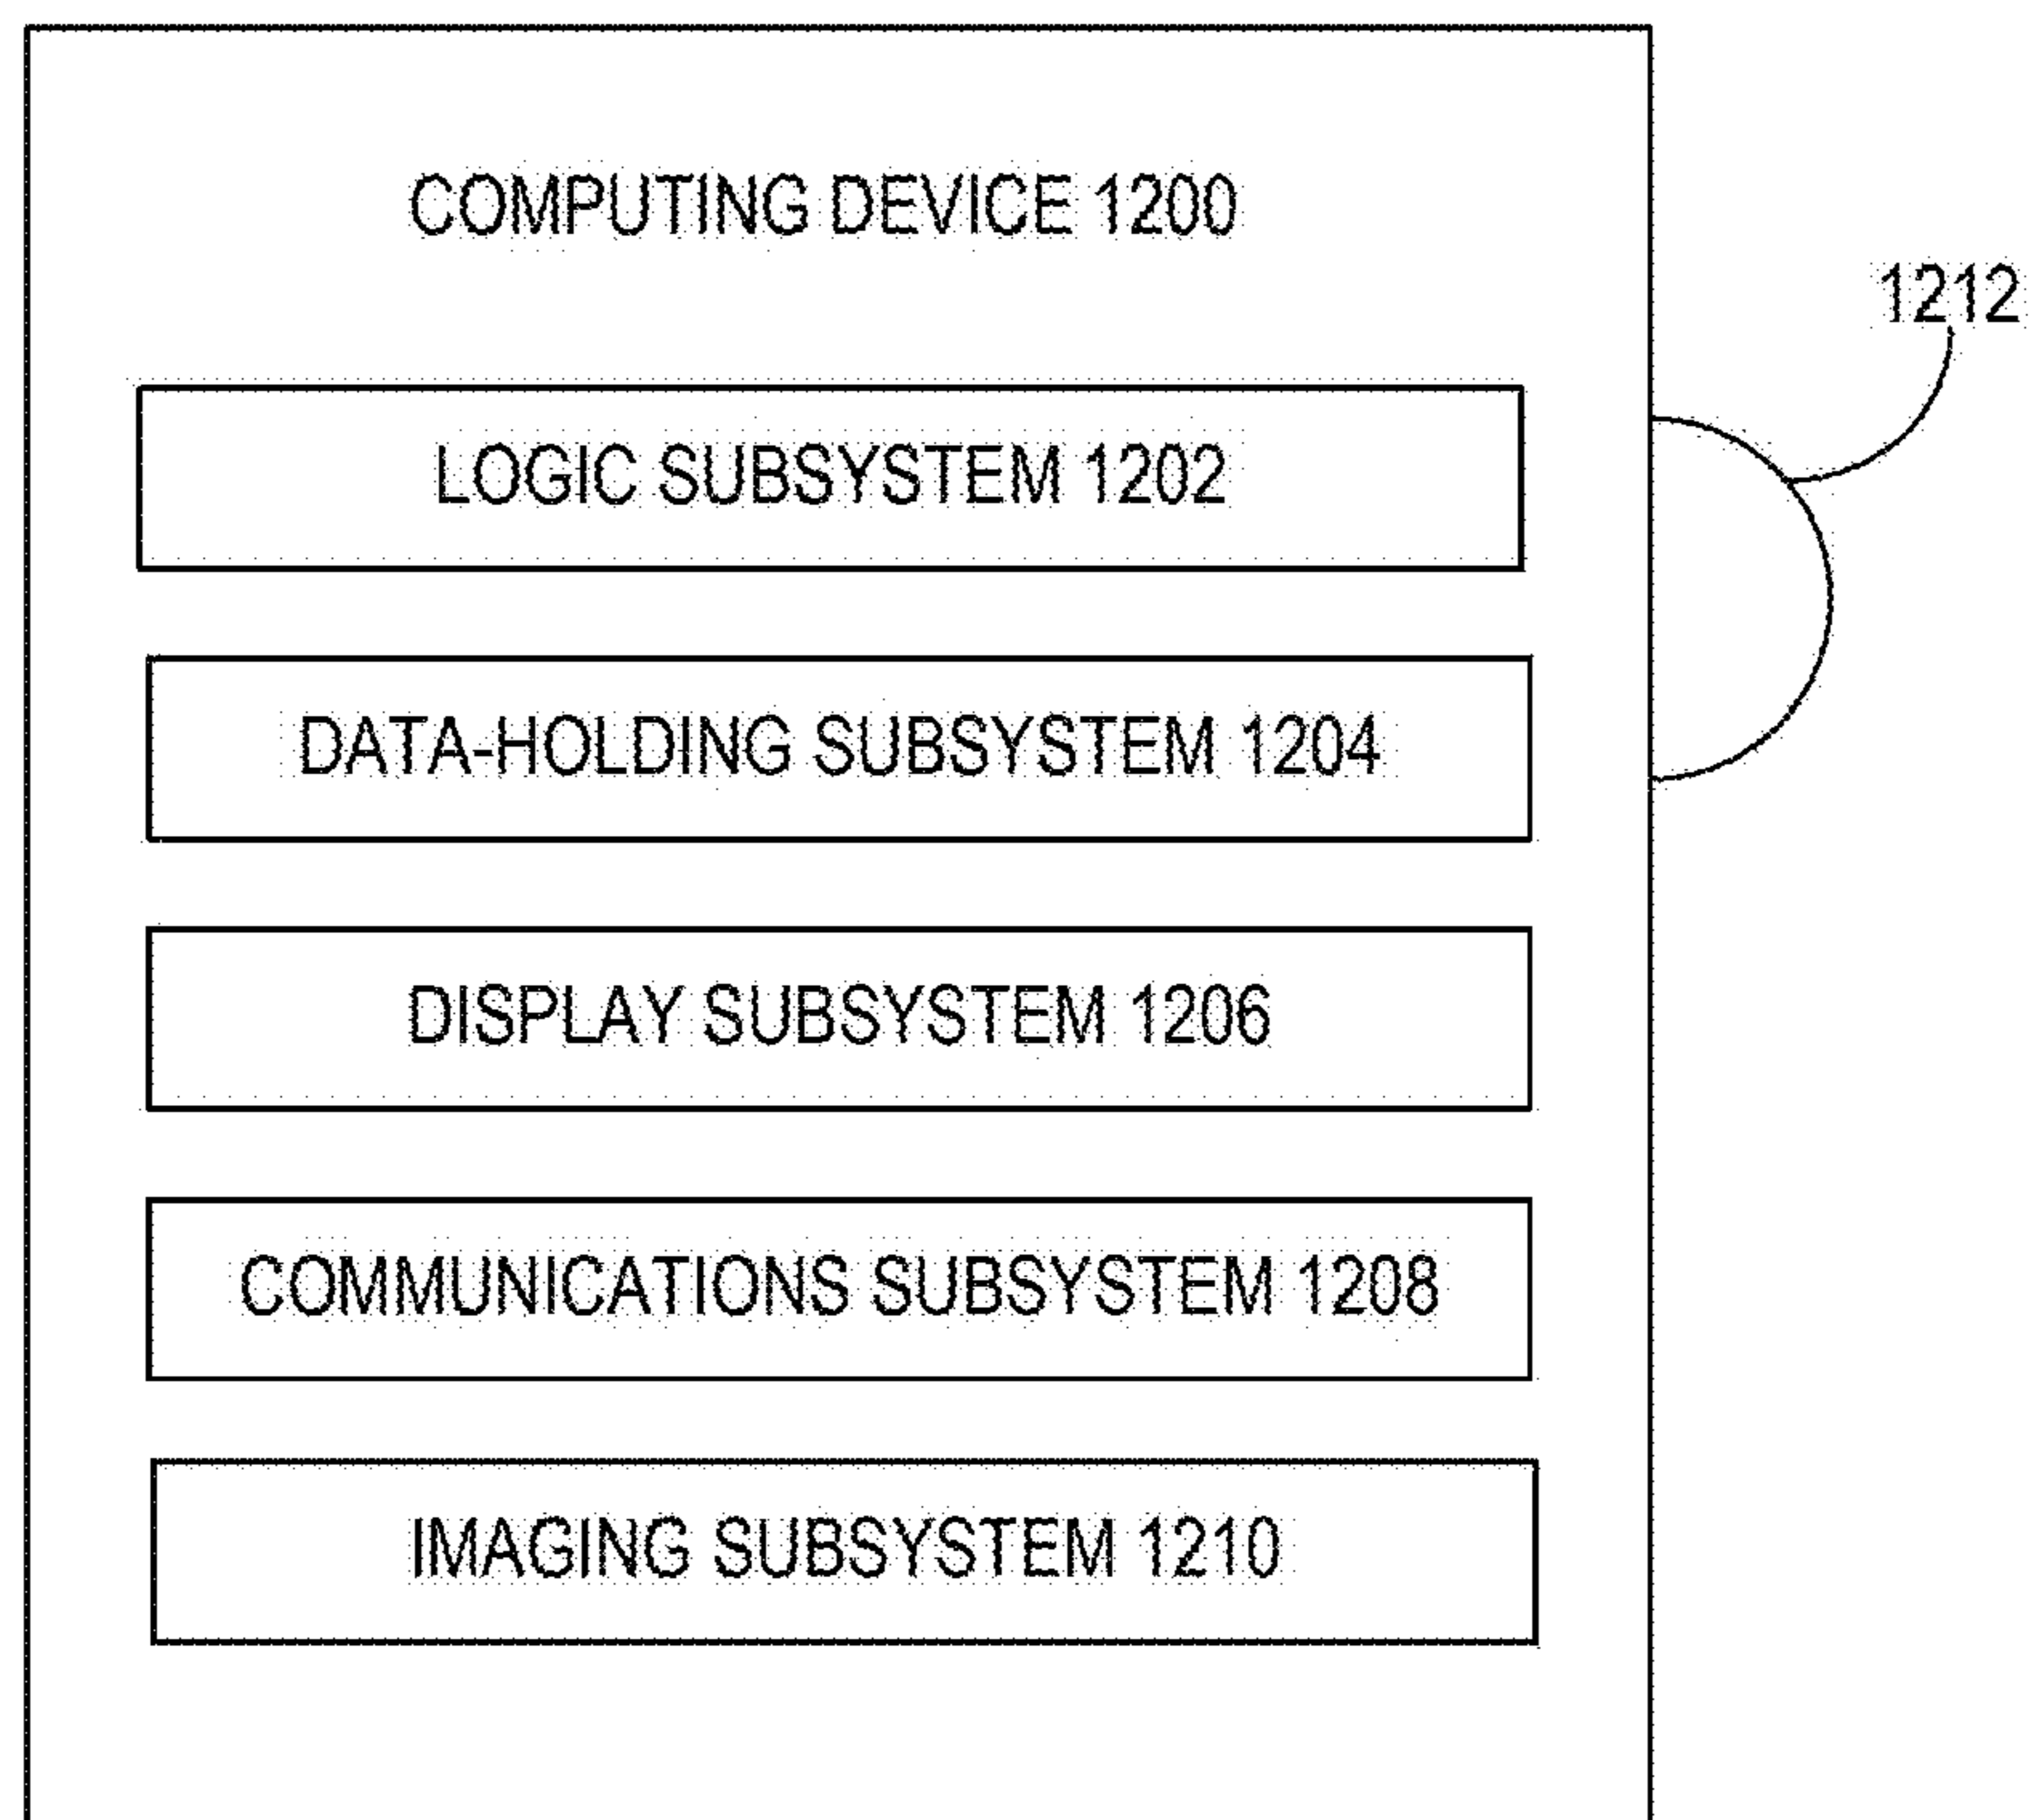 COMPUTING DEVICE 1200
1212
LOGIC SUBSYSTEM 1202
DATA-HOLDING SUBSYSTEM 1204
DISPLAY SUBSYSTEM 1206
COMMUNICATIONS SUBSYSTEM 1208
IMAGING SUBSYSTEM 1210